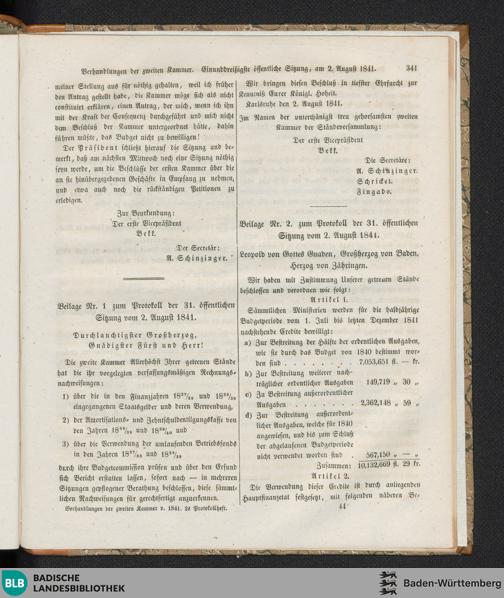 Verhandlungen der zweiten Kammer. Einunddreißigste öffentliche Sitzung, am 2. August 1841. 341
meiner Stellung aus für nöthig gehalten, weil ich früher
den Antrag gestellt habe, die Kammer möge sich als nicht
constituirt erklären, einen Antrag, der mich, wenn ich ihn
mit der Kraft der Consequenz durchgeführt und mich nicht
dem Beschluß der Kammer untergeordnet hätte, dahin
führen müßte, das Budget nicht zu bewilligen!
Der Präsident schließt hierauf die Sitzung und be-
merkt, daß am nächsten Mittwoch noch eine Sitzung nöthig
seyn werde, um die Beschlüsse der ersten Kammer über die
an sie hinübergegebenen Geschäfte in Empfang zu nehmen,
und etwa auch noch die rückständigen Petitionen zu
erledigen.
Zur Beurkundung:
Der erste Vicepräsident
Bekk.
Der Secretär:
A. Schinzinger.
Beilage Nr. 1 zum Protokoll der 31. öffentlichen
Sitzung vom 2. August 1841.
Durchlauchtigster Großherzog,
Gnädigster Fürst und Herr!
Die zweite Kammer Allerhöchst Ihrer getreuen Stände
hat die ihr vorgelegten verfassungsmäßigen Rechnungs-
nachweisungen:
1) über die in den Finanzjahren und
eingegangenen Staatsgelder und deren Verwendung,
2) der Amortisations- und Zehntschuldentilgungskasse von
den Jahren und und
3) über die Verwendung der umlaufenden Betriebsfonds
in den Jahren und
durch ihre Budgetcommission prüfen und über den Erfund
sich Bericht erstatten lassen, sofort nach — in mehreren
Sitzungen gepflogener Berathung beschlossen, diese sämmt-
lichen Nachweisungen für gerechtfertigt anzuerkennen.
Verhandlungen der zweiten Kammer v. 1841. 2s Protokollheft.
Wir bringen diesen Beschluß in tiefster Ehrfurcht zur
Kenntniß Eurer Königl. Hoheit.
Karlsruhe den 2. August 1841.
Im Namen der unterthänigst treu gehorsamsten zweiten
Kammer der Ständeversammlung:
Der erste Vicepräsident
Bekk.
Die Secretäre:
A. Schinzinger.
Schrickel.
Fingado.
Beilage Nr. 2. zum Protokoll der 31. öffentlichen
Sitzung vom 2. August 1841.
Leopold von Gottes Gnaden, Großherzog von Baden,
Herzog von Zähringen.
Wir haben mit Zustimmung Unserer getreuen Stände
beschlossen und verordnen wie folgt:
Artikel 1.
Sämmtlichen Ministerien werden für die halbjährige
Budgetperiode vom 1. Juli bis letzten Dezember 1841
nachstehende Credite bewilligt:
a) Zur Bestreitung der Hälfte der ordentlichen Ausgaben,
wie sie durch das Budget von 1840 bestimmt wor-
den sind . . . . . . . 7,053,651 fl. — kr.
b) Zur Bestreitung weiterer nach-
träglicher ordentlicher Ausgaben 149,719 „ 30 „
c) Zu Bestreitung außerordentlicher
Ausgaben . . . . . . . 2,362,148 „ 59 „
d) Zur Bestreitung außerordent-
licher Ausgaben, welche für 1840
angewiesen, und bis zum Schluß
der abgelaufenen Budgetperiode
nicht verwendet worden sind . 567,150 „ — „
Zusammen: 10,132,669 fl. 29 kr.
Artikel 2.
Die Verwendung dieser Credite ist durch anliegenden
Hauptfinanzetat festgesetzt, mit folgenden näheren Be-
44
BLB BADISCHE
LANDESBIBLIOTHEK
Baden-Württemberg